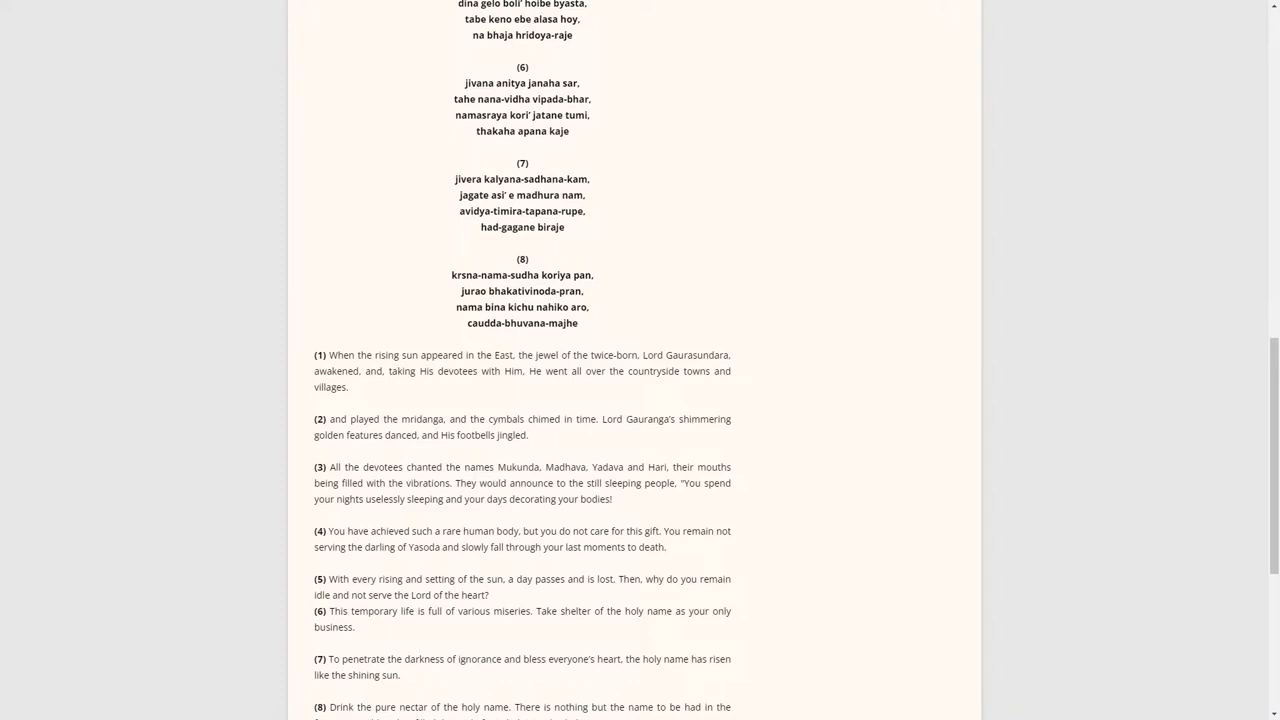 dina gelo boli' hoibe byasta,
tabe keno ebe alasa hoy,
na bhaja hridoya-raje
(6)
jivana anitya janaha sar,
tahe nana-vidha vipada-bhar,
namasraya kori' jatane tumi,
thakaha apana kaje
(7)
jivera kalyana-sadhana-kam,
jagate asi' e madhura nam,
avidya-timira-tapana-rupe,
had-gagane biraje
(8)
krsna-nama-sudha koriya pan,
jurao bhakativinoda-pran,
nama bina kichu nahiko aro,
caudda-bhuvana-majhe
(1) When the rising sun appeared in the East, the jewel of the twice-born, Lord Gaurasundara,
awakened, and, taking His devotees with Him, He went all over the countryside towns and
villages.
(2) and played the mridanga, and the cymbals chimed in time. Lord Gauranga's shimmering
golden features danced, and His footbells jingled.
(3) All the devotees chanted the names Mukunda, Madhava, Yadava and Hari, their mouths
being filled with the vibrations. They would announce to the still sleeping people, "You spend
your nights uselessly sleeping and your days decorating your bodies!
(4) You have achieved such a rare human body, but you do not care for this gift. You remain not
serving the darling of Yasoda and slowly fall through your last moments to death.
(5) With every rising and setting of the sun, a day passes and is lost. Then, why do you remain
idle and not serve the Lord of the heart?
(6) This temporary life is full of various miseries. Take shelter of the holy name as your only
business.
(7) To penetrate the darkness of ignorance and bless everyone's heart, the holy name has risen
like the shining sun.
(8) Drink the pure nectar of the holy name. There is nothing but the name to be had in the